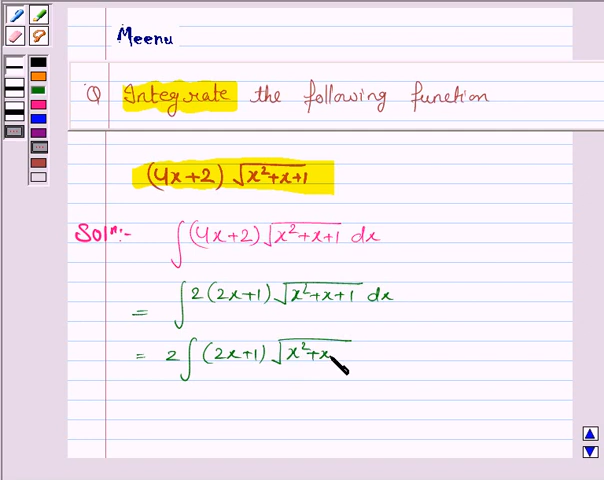 Meenu
Q Integrate the following function
(4x+2) √x²+x+1
Solⁿ:- ∫(4x+2)√x²+x+1 dx
= ∫2(2x+1)√x²+x+1 dx
= 2∫(2x+1)√x²+x